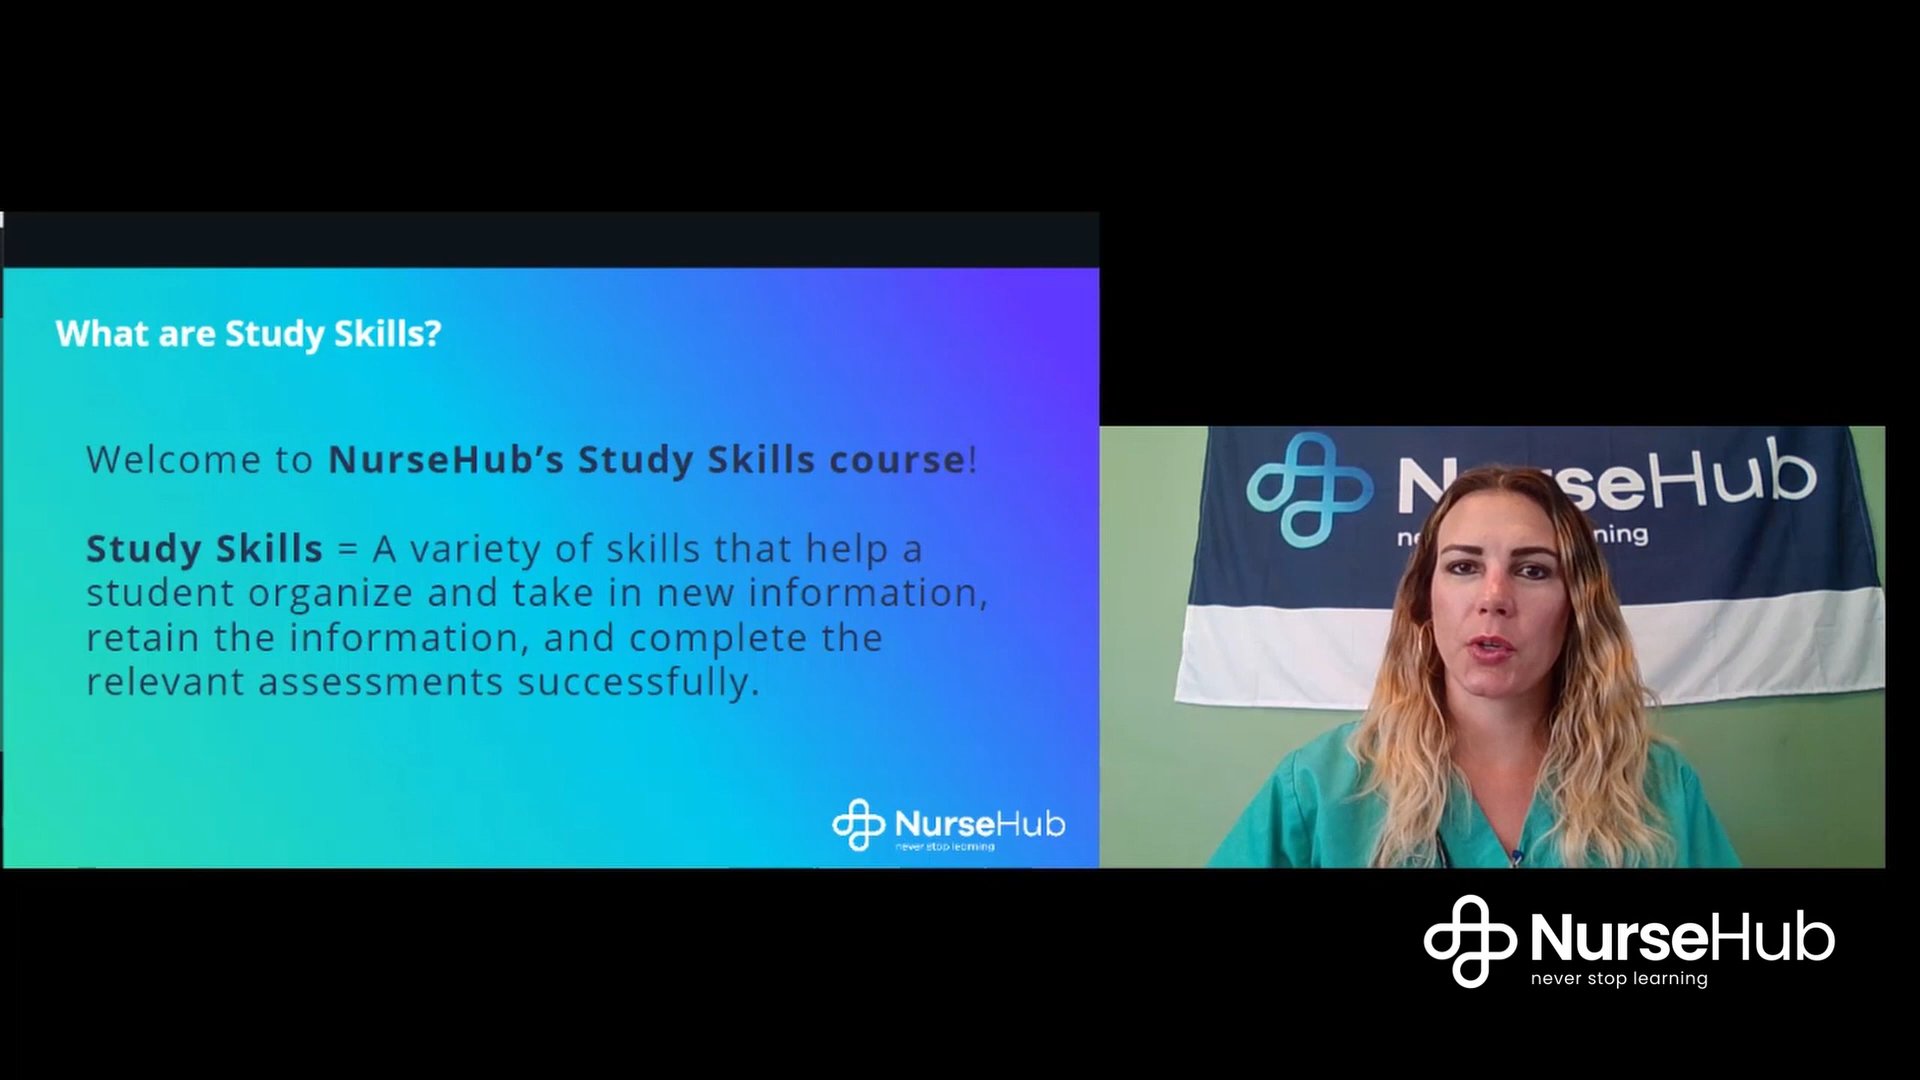 What are Study Skills?
Welcome to NurseHub’s Study Skills course!
Study Skills = A variety of skills that help a
student organize and take in new information,
retain the information, and complete the
relevant assessments successfully.
NurseHub
never stop learning
seHub
ning
NurseHub
never stop learning